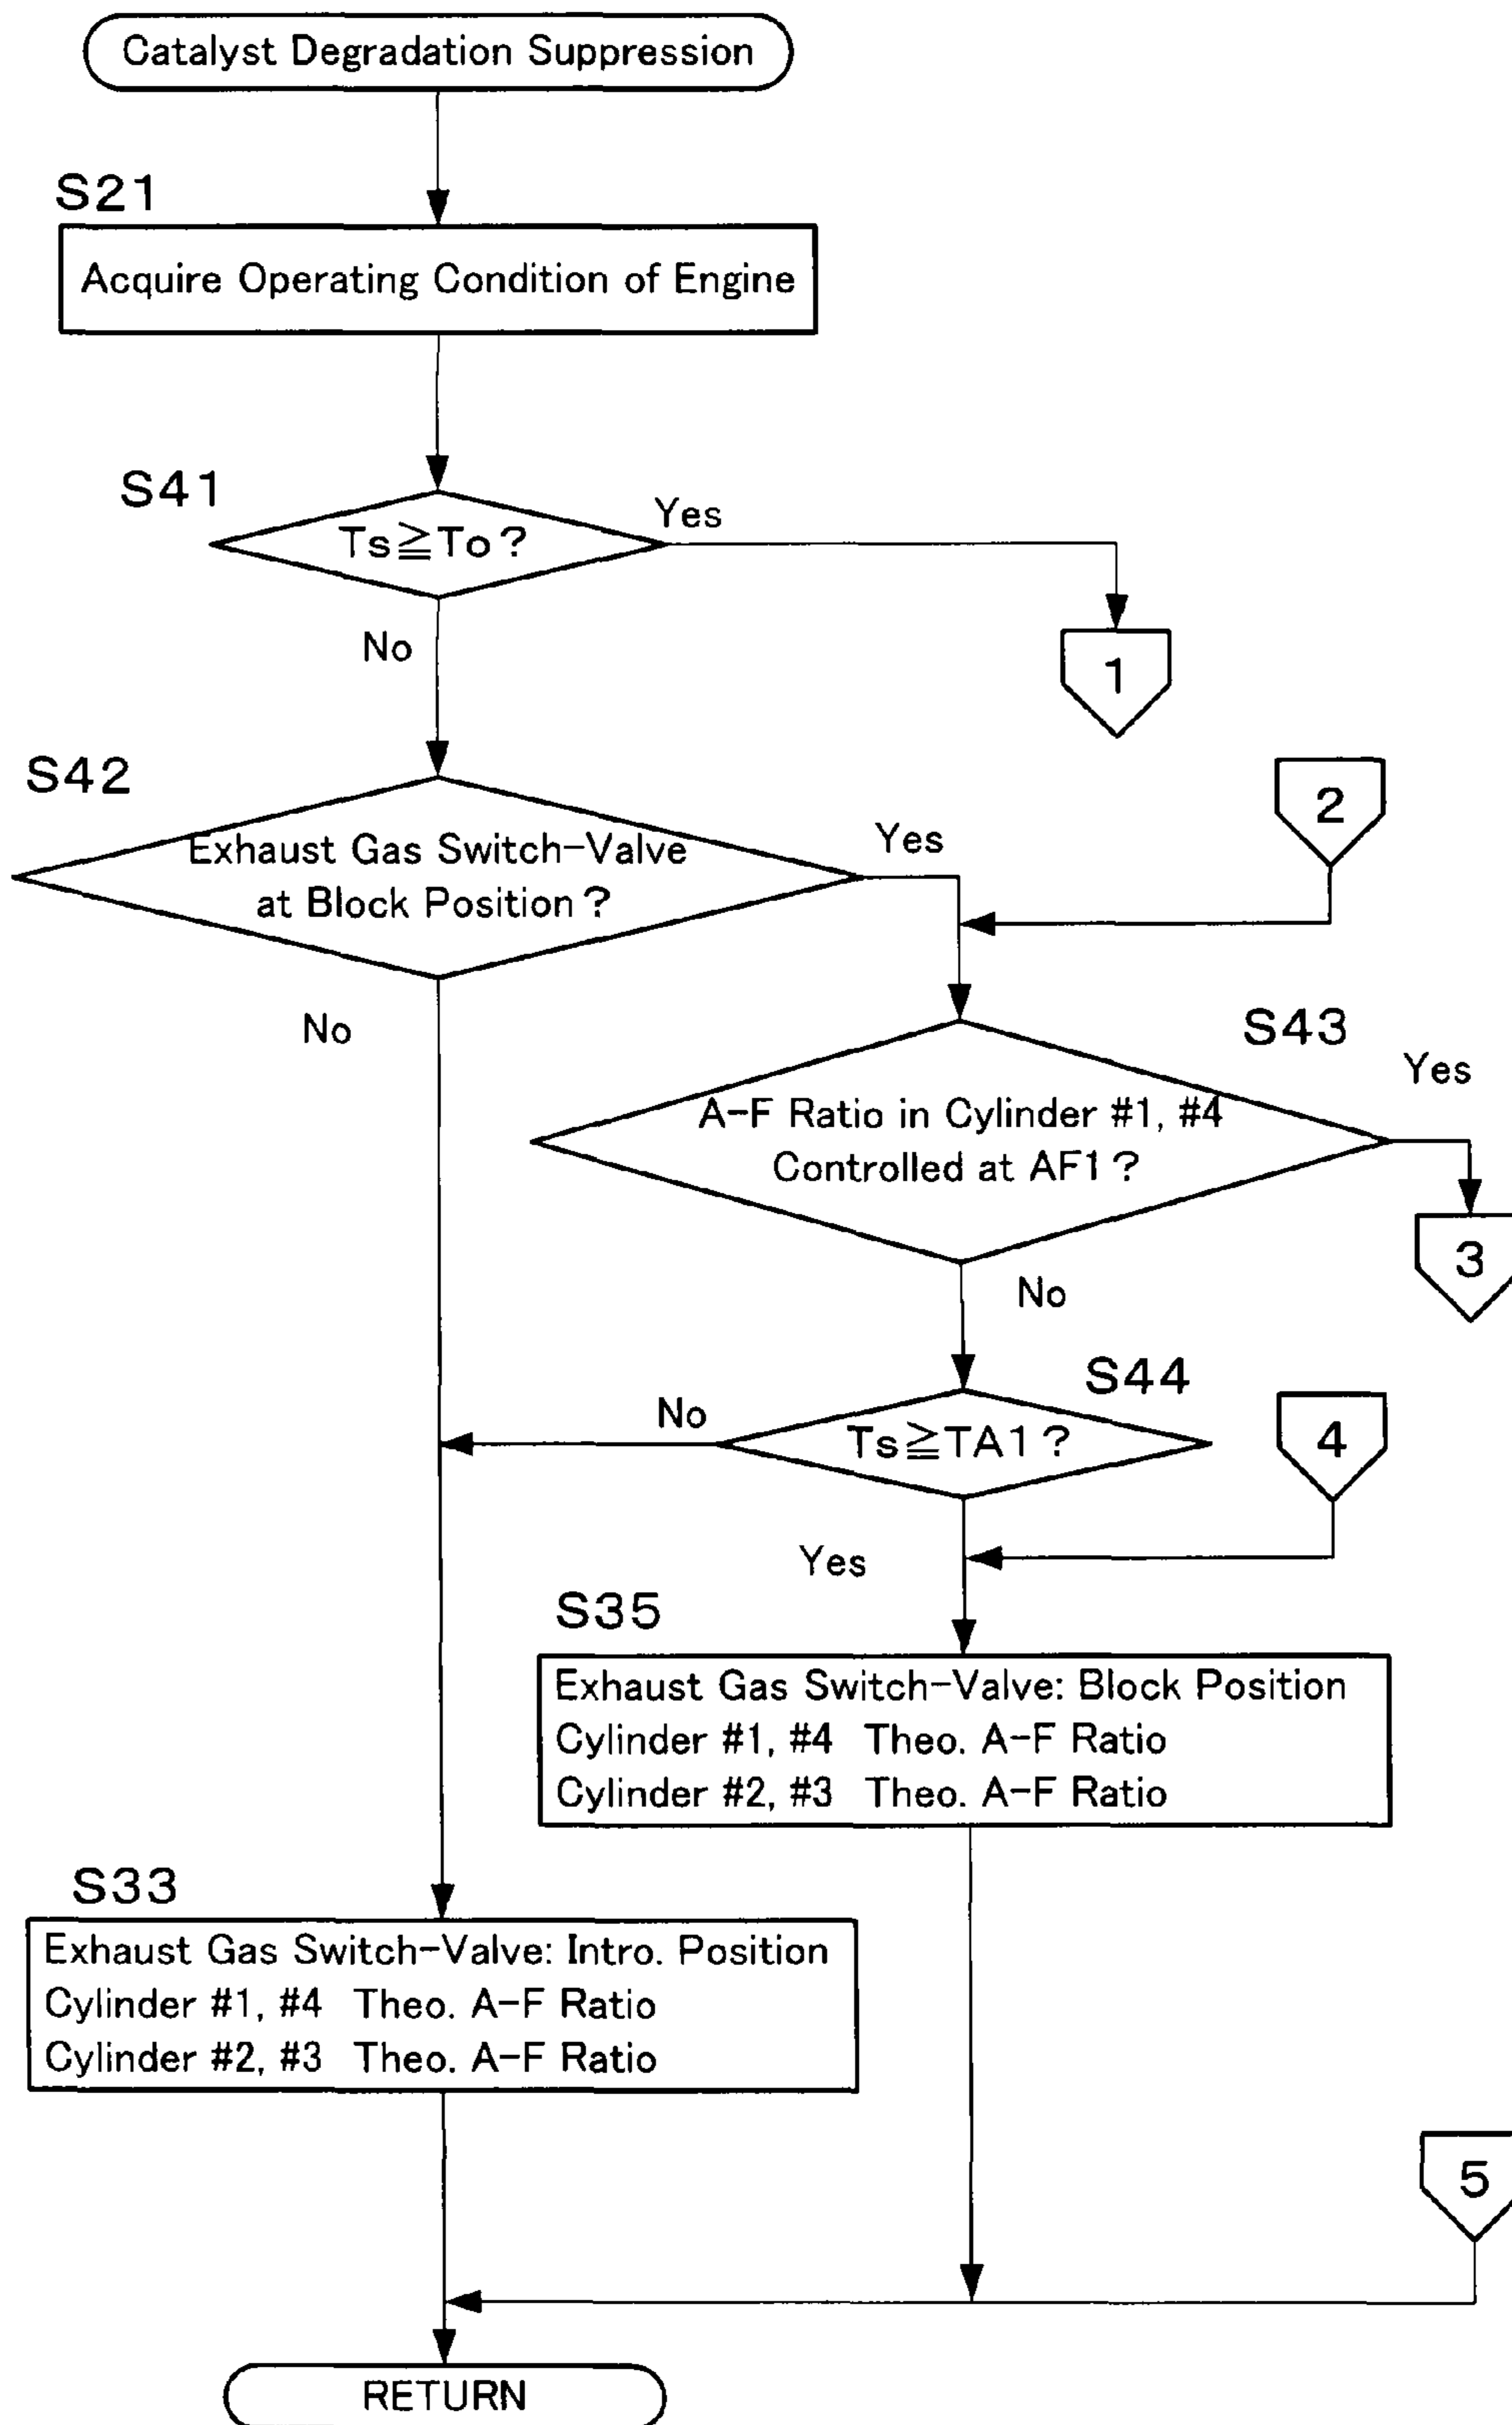 Catalyst Degradation Suppression
S21
Acquire Operating Condition of Engine
S41
Ts≧To?
Yes
No
1
S42
Exhaust Gas Switch-Valve
at Block Position?
Yes
2
No
S43
A-F Ratio in Cylinder #1, #4
Controlled at AF1?
Yes
3
No
S44
Ts≧TA1?
No
4
Yes
S35
Exhaust Gas Switch-Valve: Block Position
Cylinder #1, #4 Theo. A-F Ratio
Cylinder #2, #3 Theo. A-F Ratio
S33
Exhaust Gas Switch-Valve: Intro. Position
Cylinder #1, #4 Theo. A-F Ratio
Cylinder #2, #3 Theo. A-F Ratio
5
RETURN